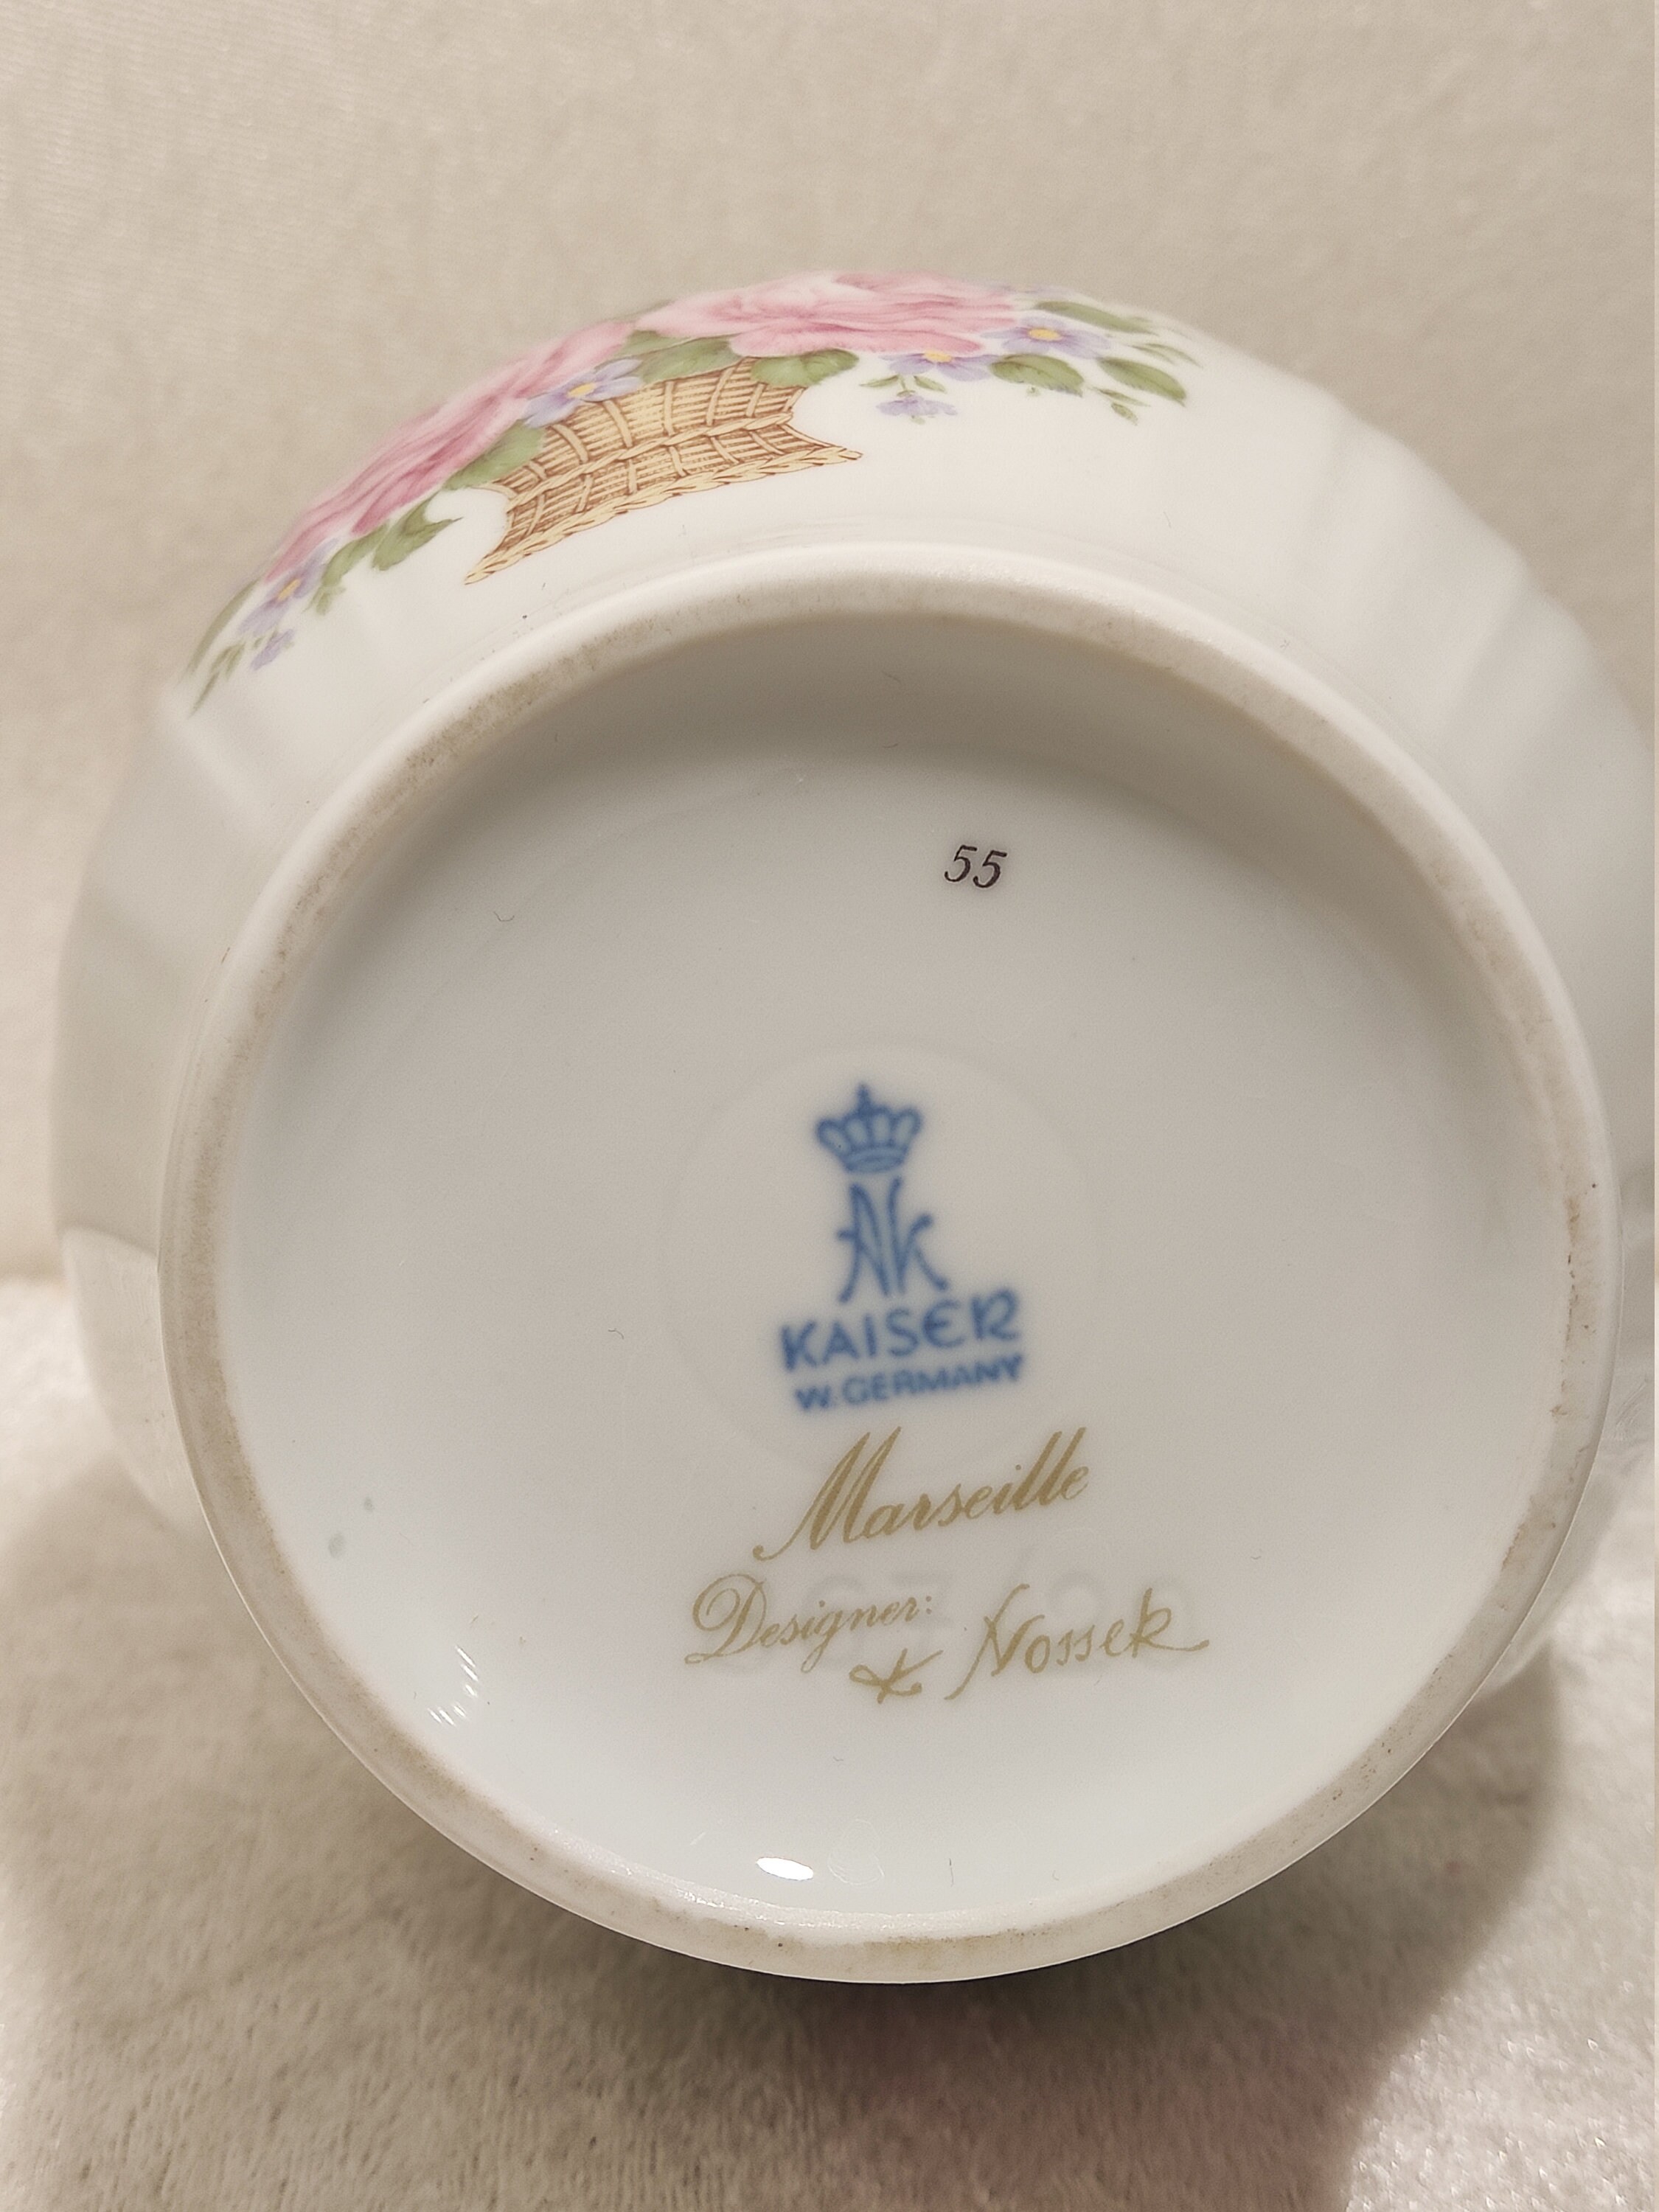 55
AK
KAISER
W. GERMANY
Marseille
Designer:
K Nossek